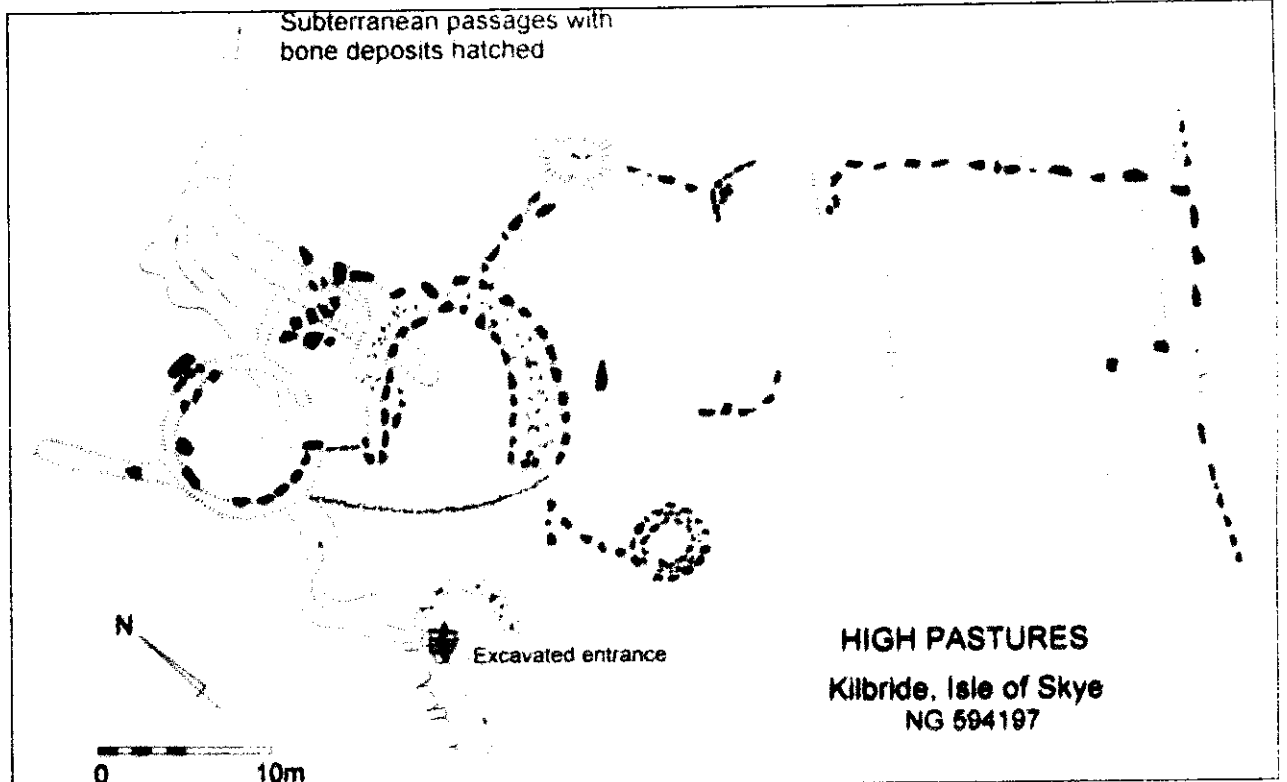 Subterranean passages with
bone deposits hatched
N
Excavated entrance
HIGH PASTURES
Kilbride, Isle of Skye
NG 594197
0 10m